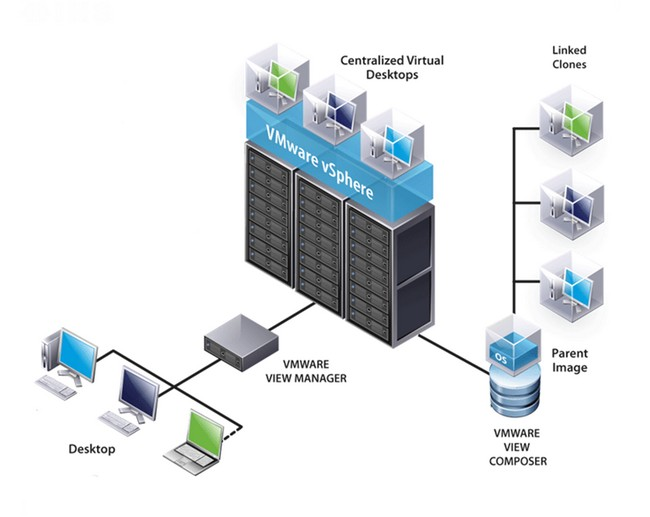 Centralized Virtual
Desktops
Linked
Clones
VMware vSphere
OS
Parent
Image
VMWARE
VIEW MANAGER
VMWARE
VIEW
COMPOSER
Desktop